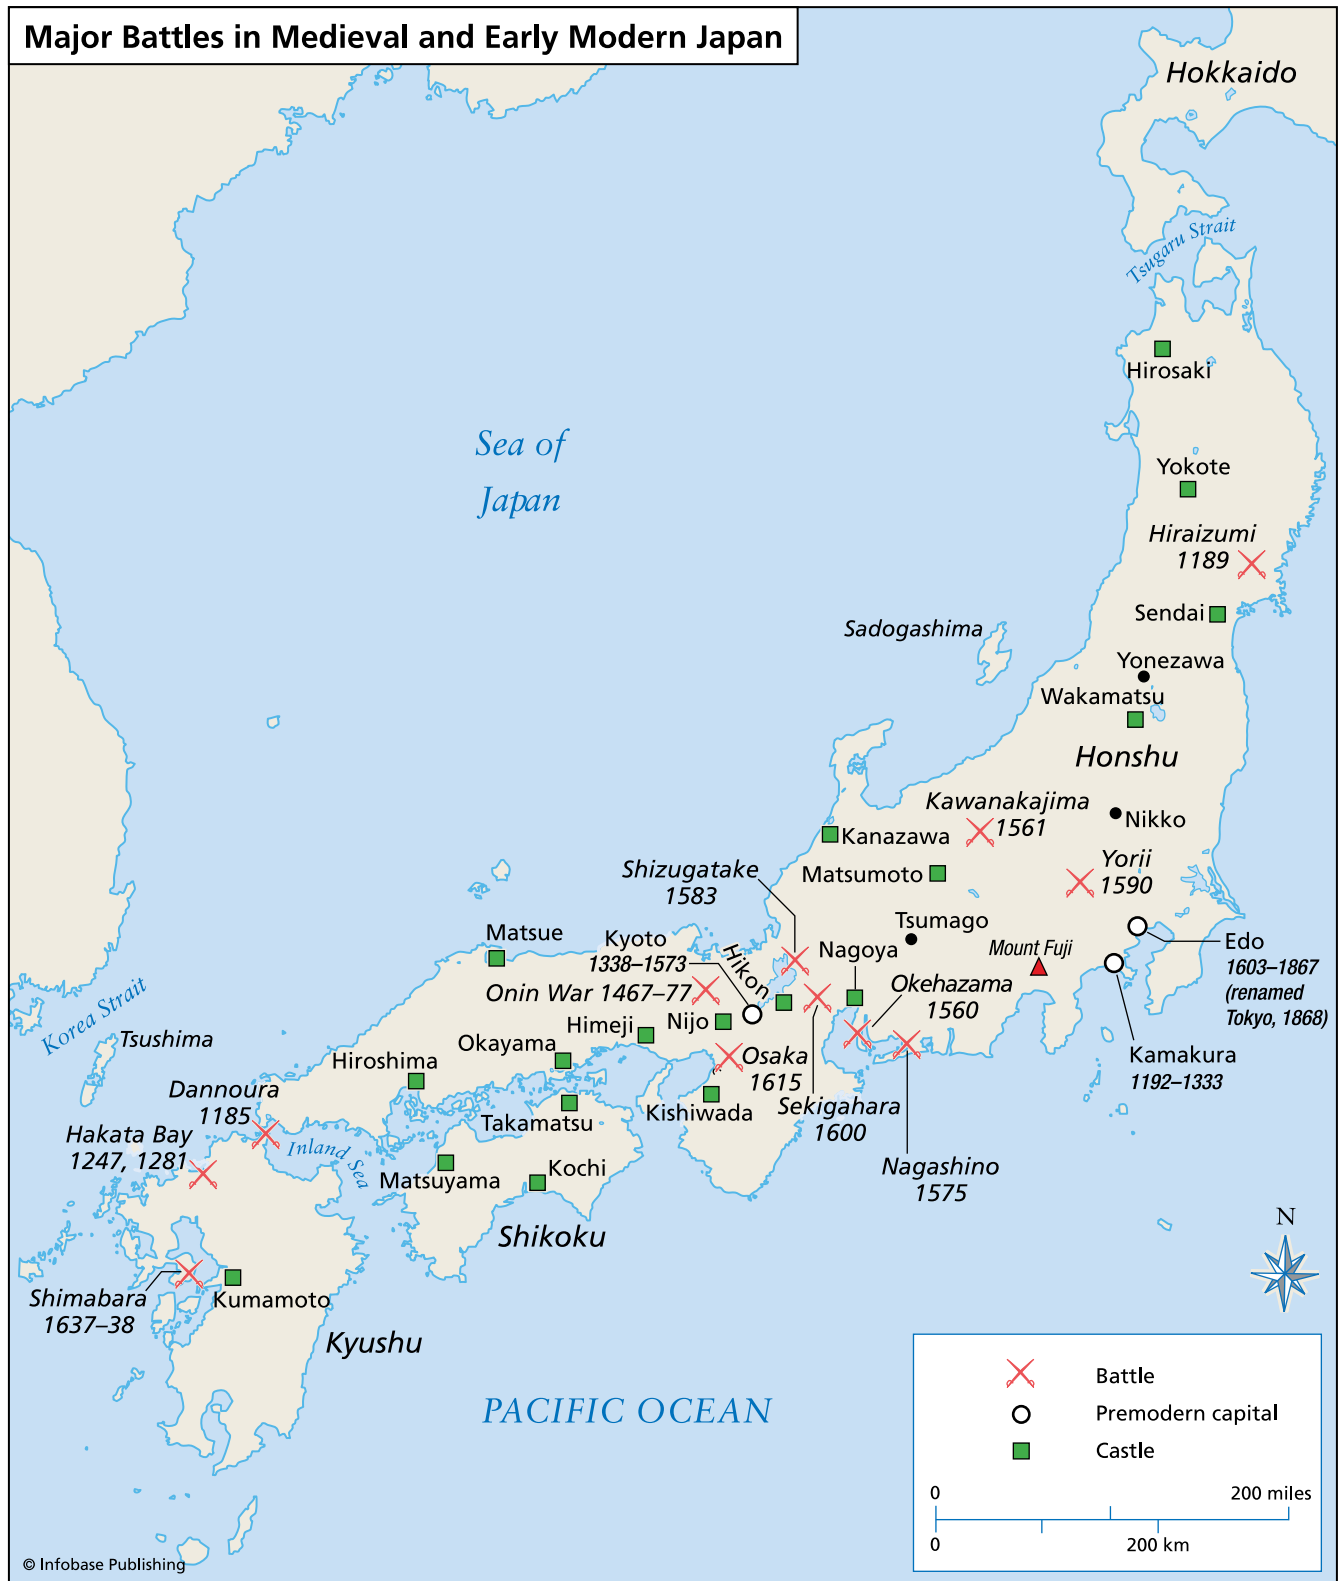 Major Battles in Medieval and Early Modern Japan
Hokkaido
Tsugaru Strait
Hirosaki
Sea of
Japan
Yokote
Hiraizumi
1189
Sendai
Sadogashima
Yonezawa
Wakamatsu
Honshu
Kawanakajima
1561
Nikko
Kanazawa
Yorii
1590
Shizugatake
1583
Matsumoto
Tsumago
Matsue
Kyoto
1338–1573
Hikon
Nagoya
Mount Fuji
Edo
1603–1867
(renamed
Tokyo, 1868)
Onin War 1467–77
Okehazama
1560
Korea Strait
Tsushima
Himeji
Nijo
Okayama
Hiroshima
Osaka
1615
Kamakura
1192–1333
Dannoura
1185
Kishiwada
Sekigahara
1600
Takamatsu
Hakata Bay
1247, 1281
Inland Sea
Matsuyama
Kochi
Nagashino
1575
Shikoku
N
Shimabara
1637–38
Kumamoto
Kyushu
PACIFIC OCEAN
Battle
Premodern capital
Castle
0
200 miles
0
200 km
© Infobase Publishing